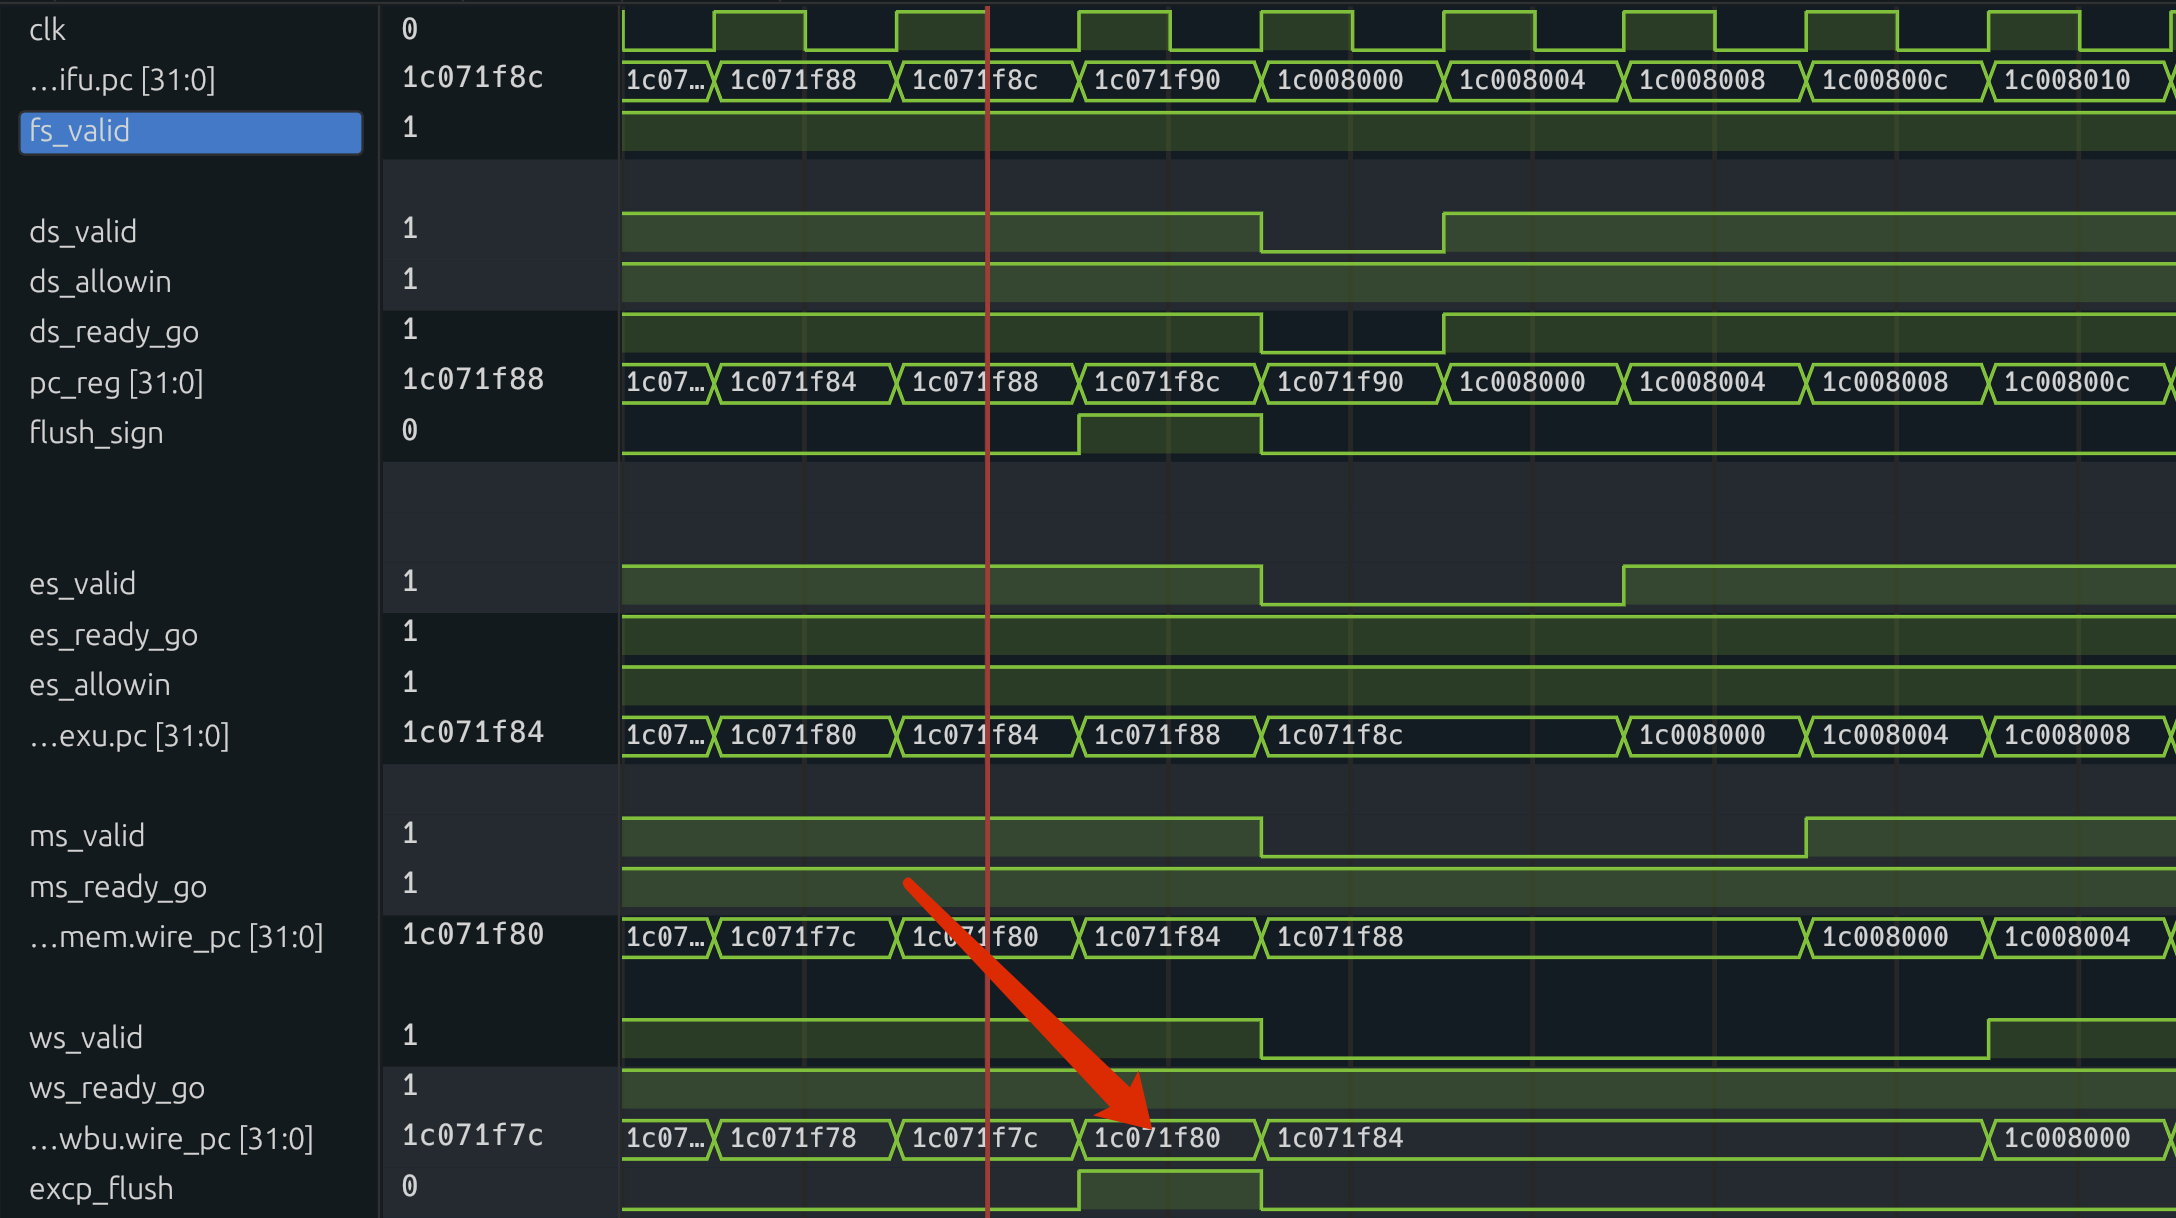 clk 0
...ifu.pc [31:0] 1c071f8c 1c07... 1c071f88 1c071f8c 1c071f90 1c008000 1c008004 1c008008 1c00800c 1c008010
fs_valid 1
ds_valid 1
ds_allowin 1
ds_ready_go 1
pc_reg [31:0] 1c071f88 1c07... 1c071f84 1c071f88 1c071f8c 1c071f90 1c008000 1c008004 1c008008 1c00800c
flush_sign 0
es_valid 1
es_ready_go 1
es_allowin 1
...exu.pc [31:0] 1c071f84 1c07... 1c071f80 1c071f84 1c071f88 1c071f8c 1c008000 1c008004 1c008008
ms_valid 1
ms_ready_go 1
...mem.wire_pc [31:0] 1c071f80 1c07... 1c071f7c 1c071f80 1c071f84 1c071f88 1c008000 1c008004
ws_valid 1
ws_ready_go 1
...wbu.wire_pc [31:0] 1c071f7c 1c07... 1c071f78 1c071f7c 1c071f80 1c071f84 1c008000
excp_flush 0